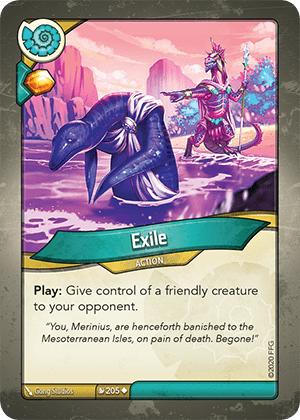 Exile
ACTION
Play: Give control of a friendly creature
to your opponent.
“You, Merinius, are henceforth banished to the
Mesoterranean Isles, on pain of death. Begone!”
Gong Studios
205
©2020 FFG